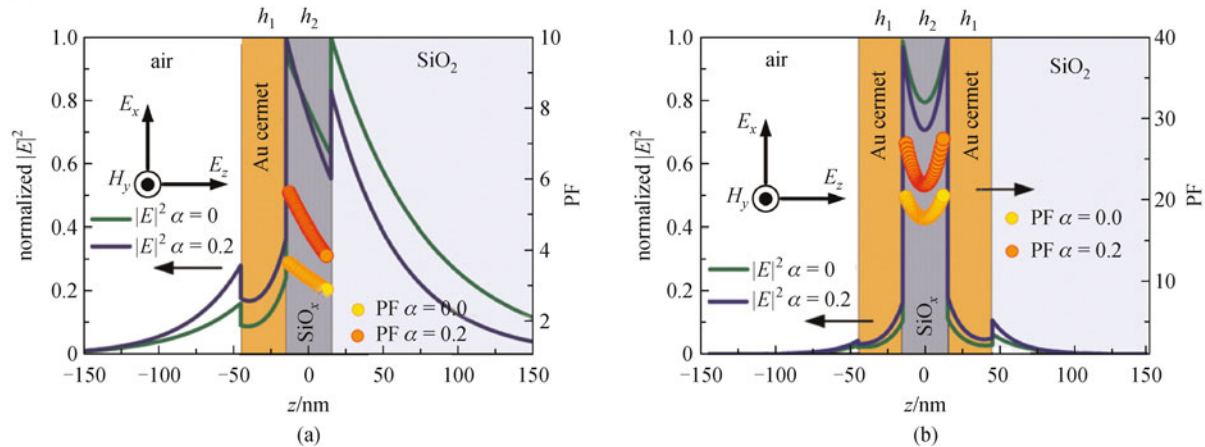 h₁ h₂
1.0 0.8 0.6 0.4 0.2 0
normalized |E|²
air
SiO₂
Eₓ
E_z
H_y
Au cermet
SiOₓ
|E|² α = 0
|E|² α = 0.2
PF α = 0.0
PF α = 0.2
10 8 6 4 2
PF
−150 −100 −50 0 50 100 150
z/nm
(a)
h₁ h₂ h₁
1.0 0.8 0.6 0.4 0.2 0
normalized |E|²
air
SiO₂
Eₓ
E_z
H_y
Au cermet
SiOₓ
Au cermet
PF α = 0.0
PF α = 0.2
|E|² α = 0
|E|² α = 0.2
40 30 20 10 0
PF
−150 −100 −50 0 50 100 150
z/nm
(b)